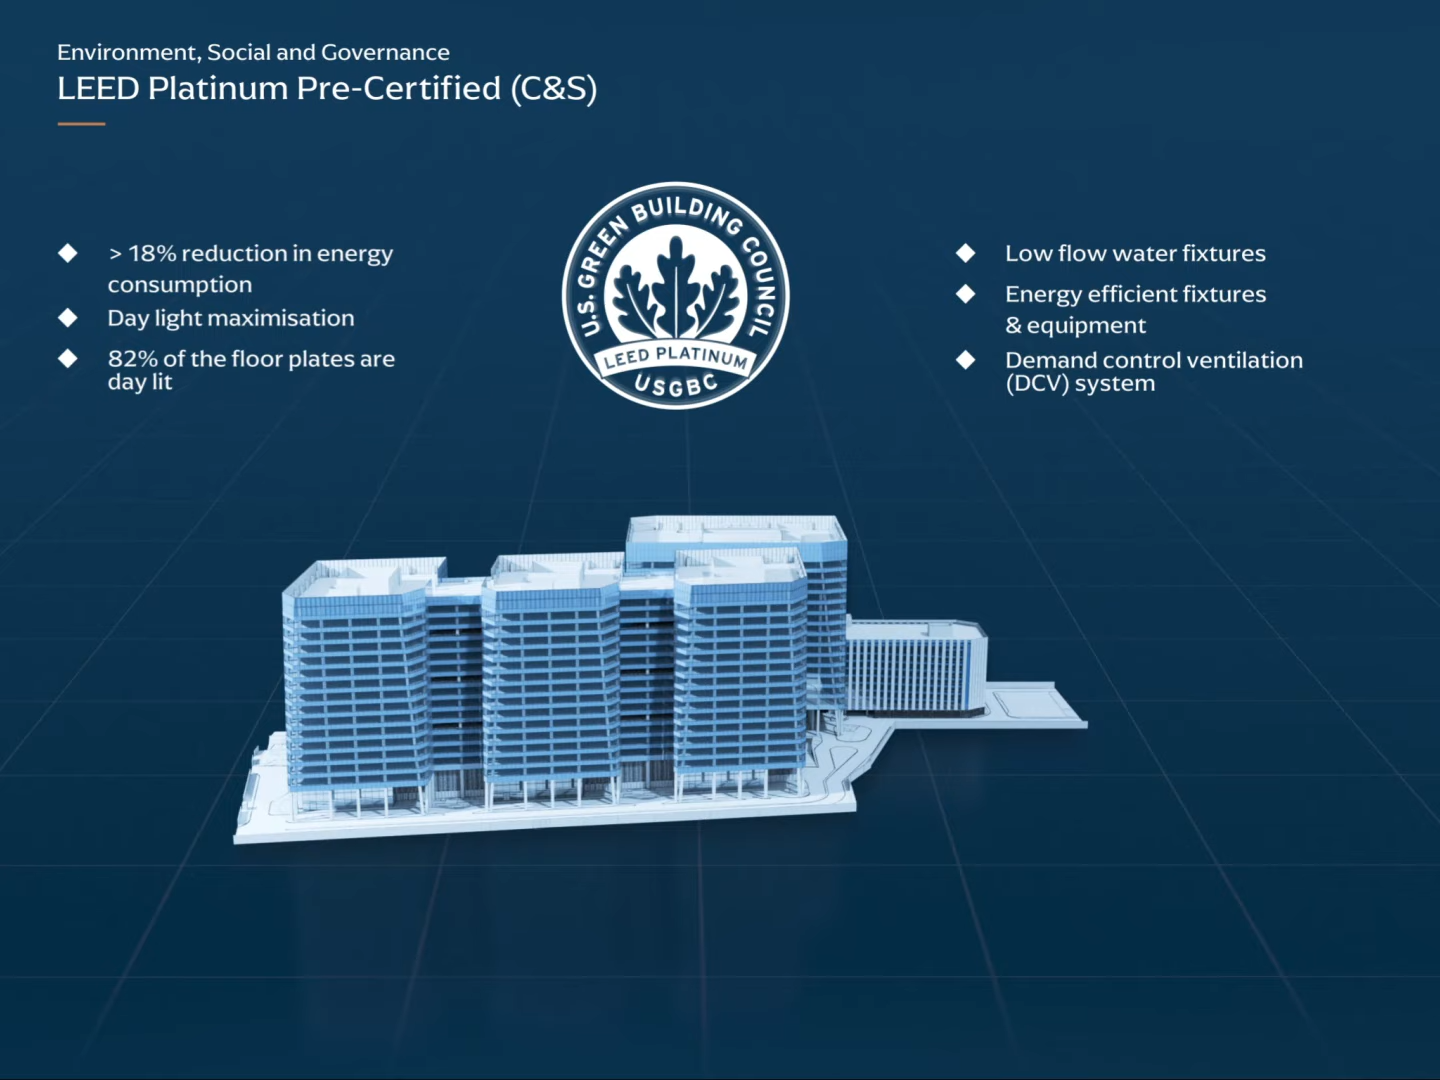 Environment, Social and Governance
LEED Platinum Pre-Certified (C&S)
> 18% reduction in energy
consumption
Day light maximisation
82% of the floor plates are
day lit
U.S. GREEN BUILDING COUNCIL
LEED PLATINUM
USGBC
Low flow water fixtures
Energy efficient fixtures
& equipment
Demand control ventilation
(DCV) system